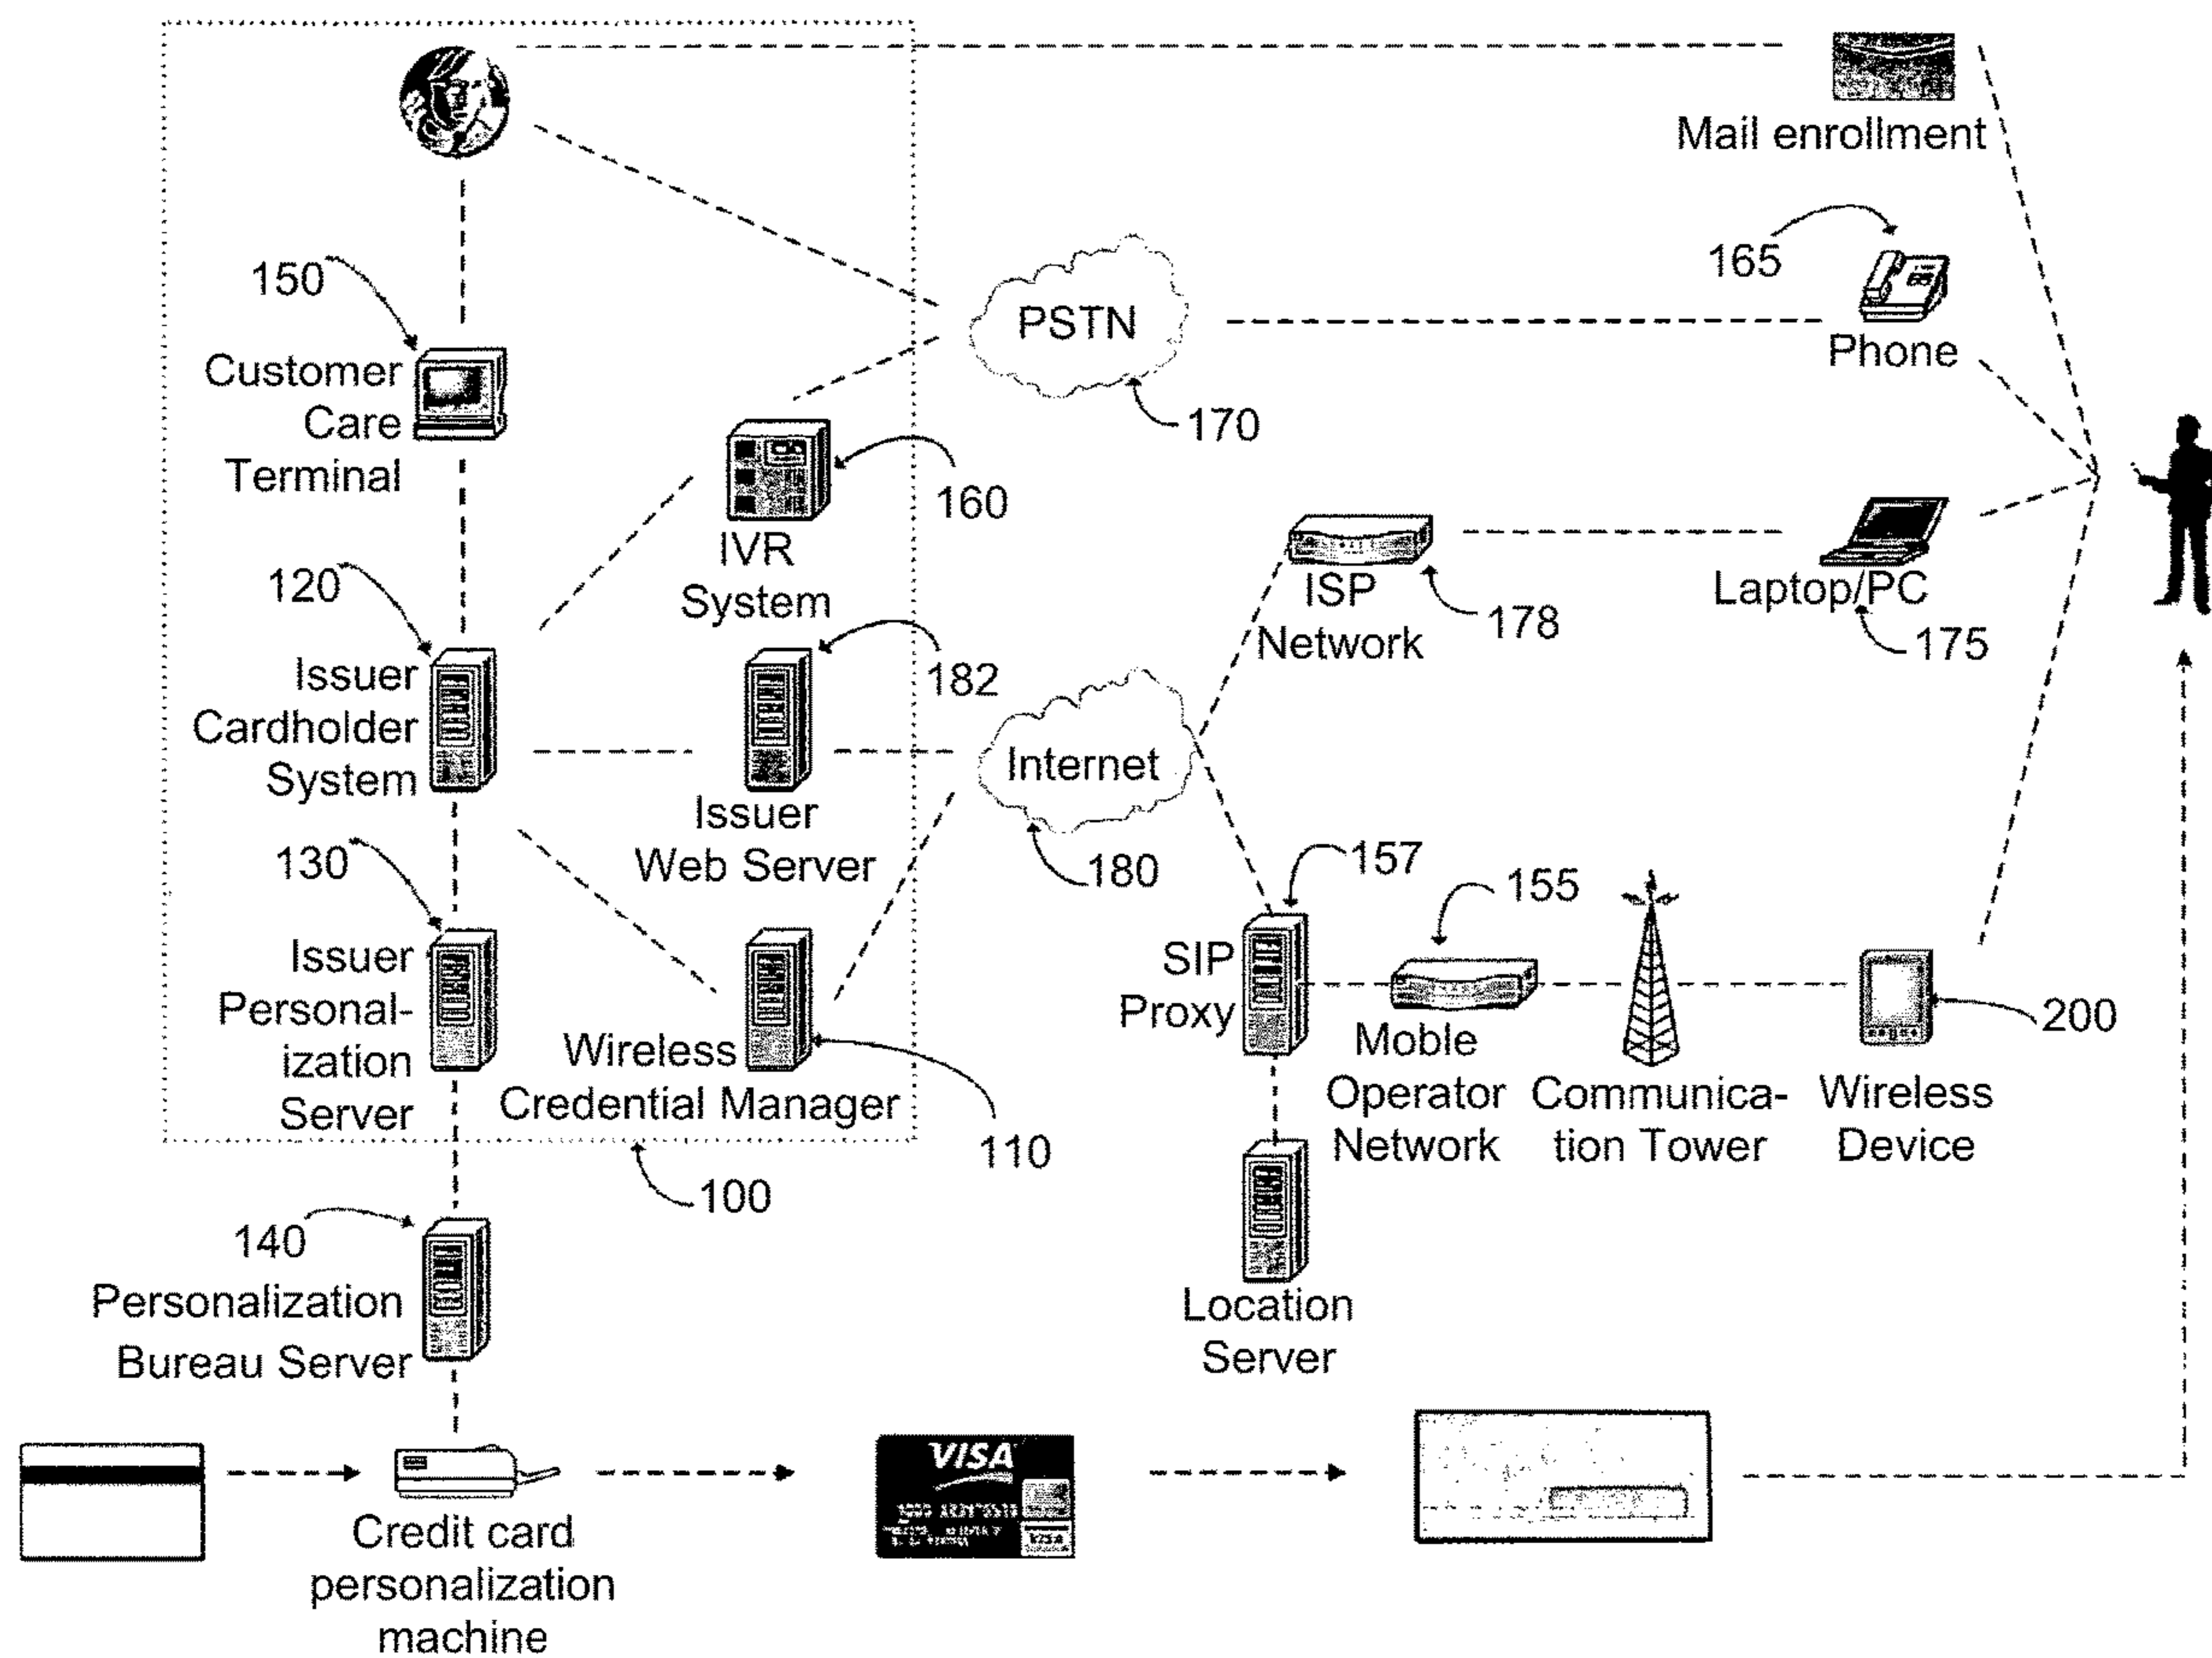 Mail enrollment
150
165
PSTN
Phone
Customer
Care
Terminal
170
160
IVR
System
120
ISP
Network
178
Laptop/PC
175
182
Issuer
Cardholder
System
Internet
Issuer
Web Server
180
130
157
155
Issuer
Personal-
ization
Server
SIP
Proxy
Moble
Operator
Network
Communica-
tion Tower
Wireless
Device
200
Wireless
Credential Manager
110
100
140
Personalization
Bureau Server
Location
Server
VISA
VISA
Credit card
personalization
machine